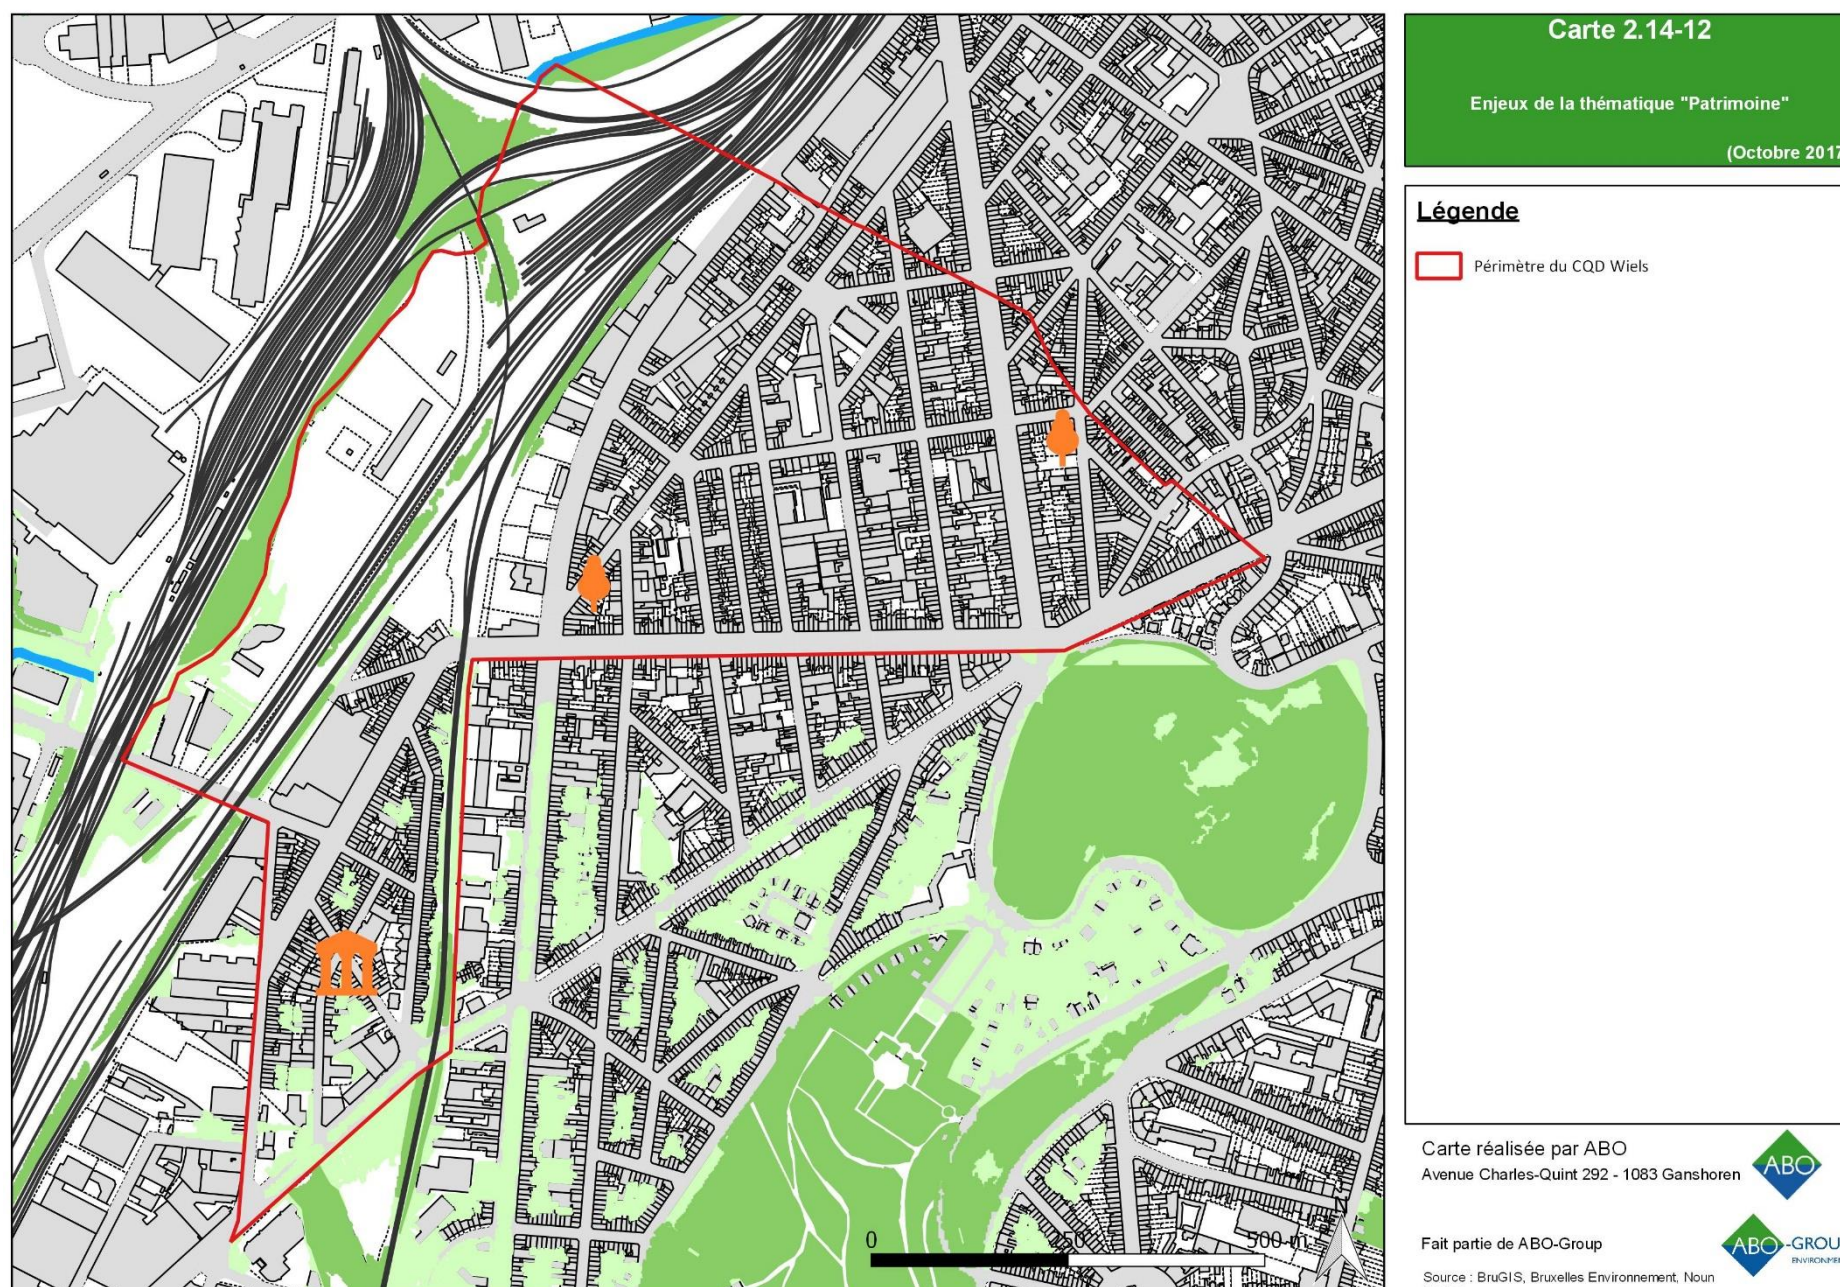 Carte 2.14-12
Enjeux de la thématique "Patrimoine"
(Octobre 2017
Légende
Périmètre du CQD Wiels
Carte réalisée par ABO
Avenue Charles-Quint 292 - 1083 Ganshoren
ABO
Fait partie de ABO-Group
ABO-GROU
ENVIRONME
Source : BruGIS, Bruxelles Environnement, Noun
0 250 500 m